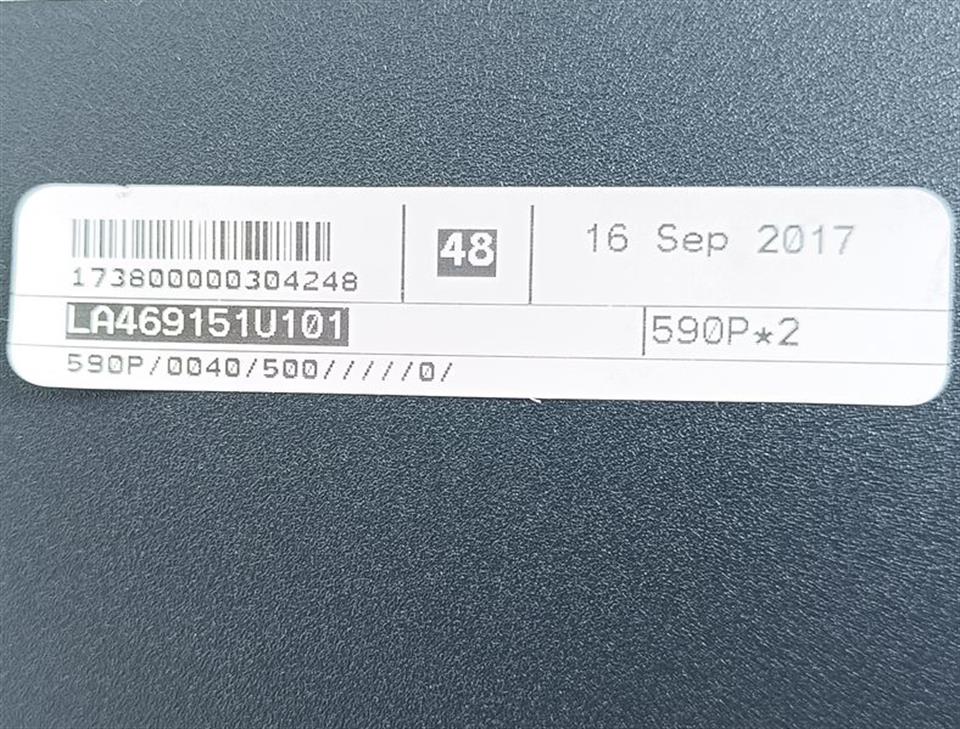 48
16 Sep 2017
173800000304248
LA469151U101
590P*2
590P/0040/500/////0/